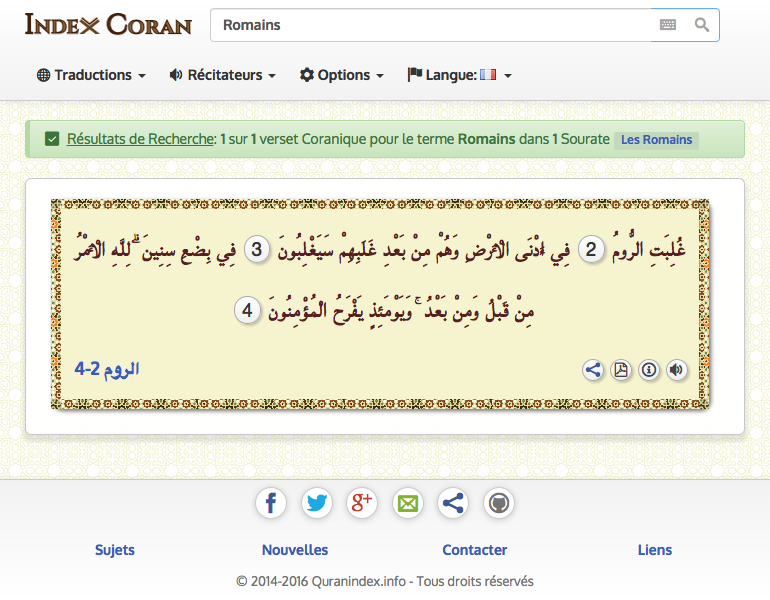 Index Coran
Romains
Traductions Récitateurs Options Langue:
Résultats de Recherche: 1 sur 1 verset Coranique pour le terme Romains dans 1 Sourate Les Romains
غُلِبَتِ الرُّومُ 2 فِي أَدْنَى الْأَرْضِ وَهُمْ مِنْ بَعْدِ غَلَبِهِمْ سَيَغْلِبُونَ 3 فِي بِضْعِ سِنِينَ ۗ لِلَّهِ الْأَمْرُ
مِنْ قَبْلُ وَمِنْ بَعْدُ ۚ وَيَوْمَئِذٍ يَفْرَحُ الْمُؤْمِنُونَ 4
الروم 2-4
f g+
Sujets Nouvelles Contacter Liens
© 2014-2016 Quranindex.info - Tous droits réservés